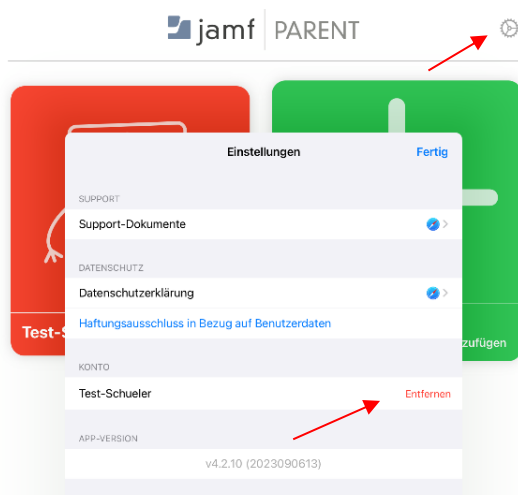 jamf PARENT
Einstellungen
Fertig
SUPPORT
Support-Dokumente
DATENSCHUTZ
Datenschutzerklärung
Haftungsausschluss in Bezug auf Benutzerdaten
Test-S
zufügen
KONTO
Test-Schueler
Entfernen
APP-VERSION
v4.2.10 (2023090613)